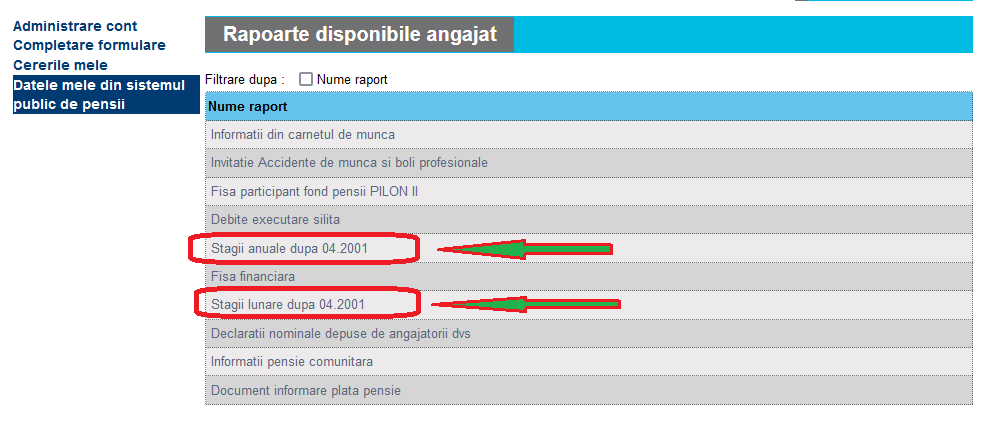 Administrare cont
Completare formulare
Cererile mele
Datele mele din sistemul
public de pensii
Rapoarte disponibile angajat
Filtrare dupa : Nume raport
Nume raport
Informatii din carnetul de munca
Invitatie Accidente de munca si boli profesionale
Fisa participant fond pensii PILON II
Debite executare silita
Stagii anuale dupa 04.2001
Fisa financiara
Stagii lunare dupa 04.2001
Declaratii nominale depuse de angajatorii dvs
Informatii pensie comunitara
Document informare plata pensie